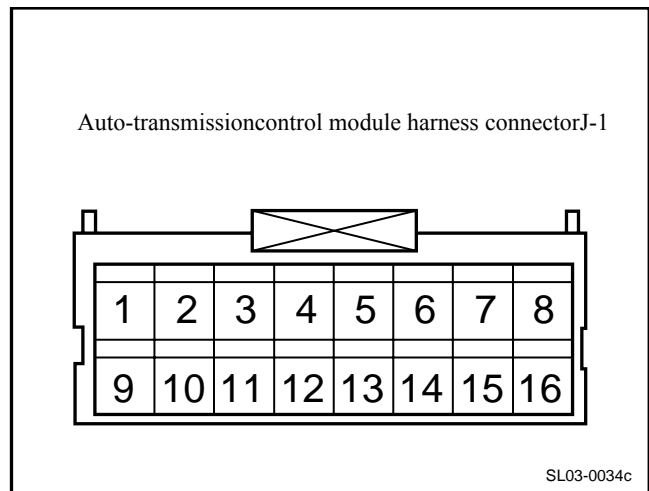 Auto-transmissioncontrol module harness connectorJ-1
1 2 3 4 5 6 7 8
9 10 11 12 13 14 15 16
SL03-0034c